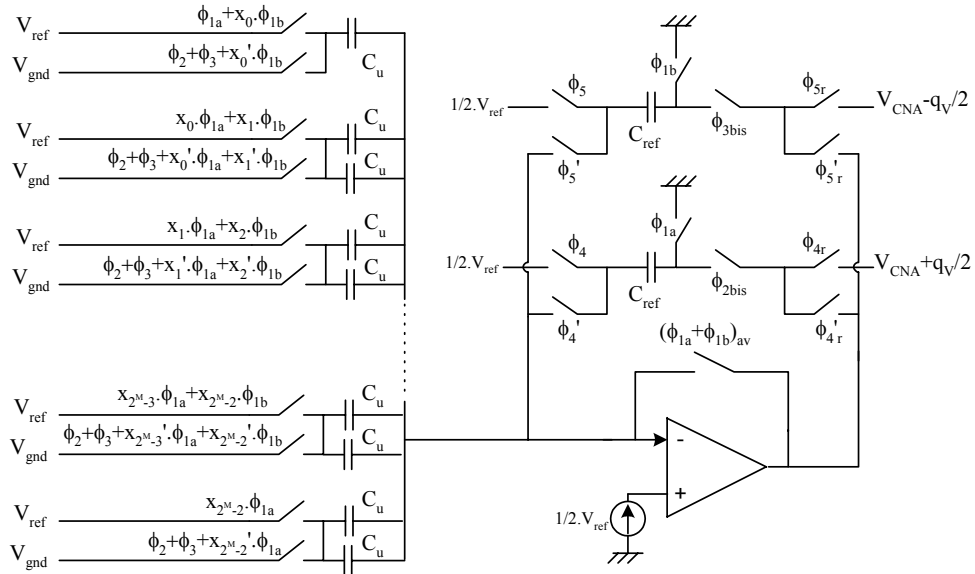 V_ref
ϕ_1a+x_0.ϕ_1b
V_gnd
ϕ_2+ϕ_3+x_0'.ϕ_1b
C_u
V_ref
x_0.ϕ_1a+x_1.ϕ_1b
C_u
V_gnd
ϕ_2+ϕ_3+x_0'.ϕ_1a+x_1'.ϕ_1b
C_u
V_ref
x_1.ϕ_1a+x_2.ϕ_1b
C_u
V_gnd
ϕ_2+ϕ_3+x_1'.ϕ_1a+x_2'.ϕ_1b
C_u
V_ref
x_2^M-3.ϕ_1a+x_2^M-2.ϕ_1b
C_u
V_gnd
ϕ_2+ϕ_3+x_2^M-3'.ϕ_1a+x_2^M-2'.ϕ_1b
C_u
V_ref
x_2^M-2.ϕ_1a
C_u
V_gnd
ϕ_2+ϕ_3+x_2^M-2'.ϕ_1a
C_u
ϕ_1b
1/2.V_ref
ϕ_5
C_ref
ϕ_3bis
ϕ_5r
V_CNA-q_V/2
ϕ_5'
ϕ_5'r
ϕ_1a
1/2.V_ref
ϕ_4
C_ref
ϕ_2bis
ϕ_4r
V_CNA+q_V/2
ϕ_4'
ϕ_4'r
(ϕ_1a+ϕ_1b)_av
-
+
1/2.V_ref